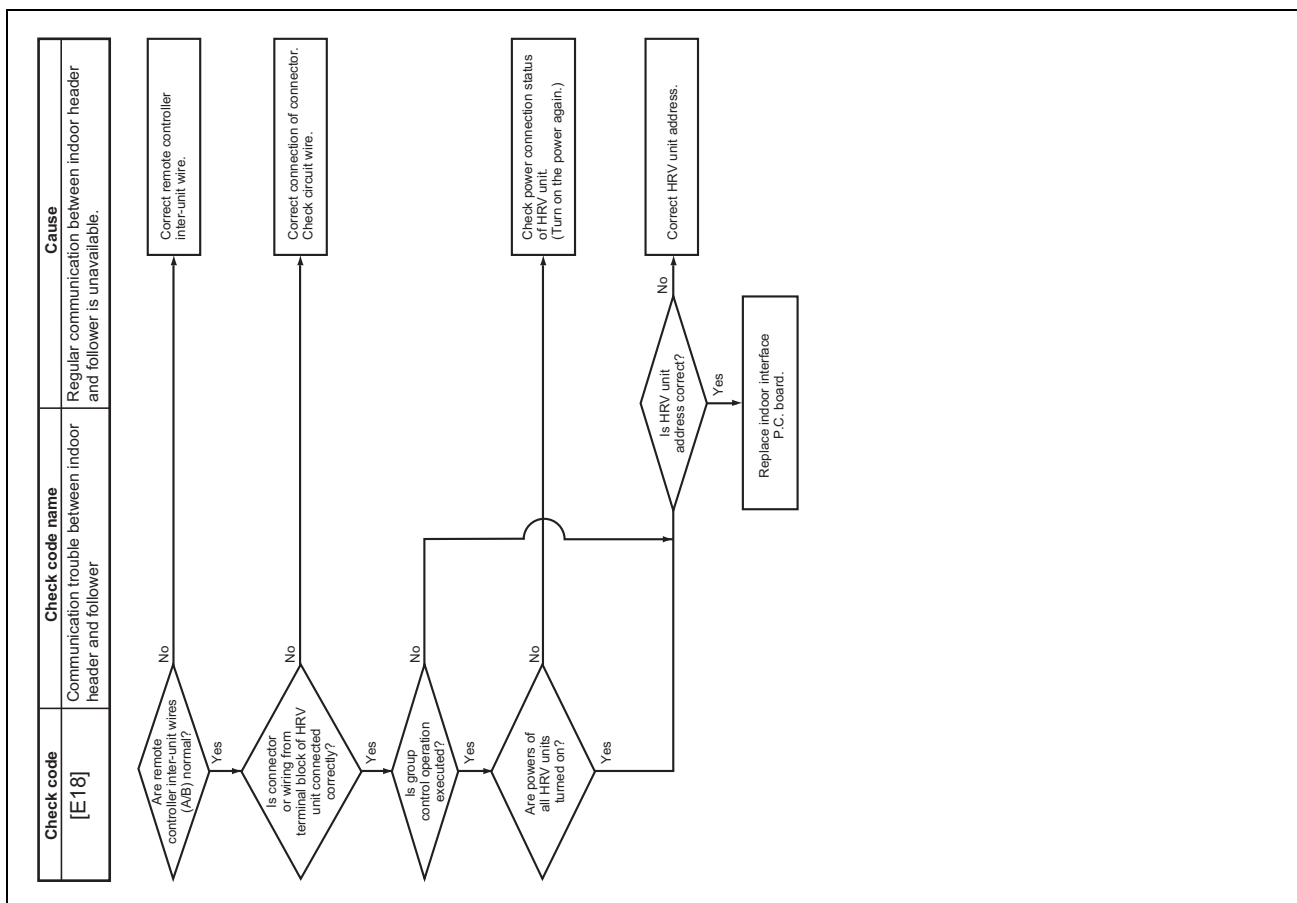 Check code
Check code name
Cause
[E18]
Communication trouble between indoor
header and follower
Regular communication between indoor header
and follower is unavailable.
Are remote
controller inter-unit wires
(A/B) normal?
No
Correct remote controller
inter-unit wire.
Yes
Is connector
or wiring from
terminal block of HRV
unit connected
correctly?
No
Correct connection of connector.
Check circuit wire.
Yes
Is group
control operation
executed?
No
Yes
Are powers of
all HRV units
turned on?
No
Check power connection status
of HRV unit.
(Turn on the power again.)
Yes
Is HRV unit
address correct?
No
Correct HRV unit address.
Yes
Replace indoor interface
P.C. board.